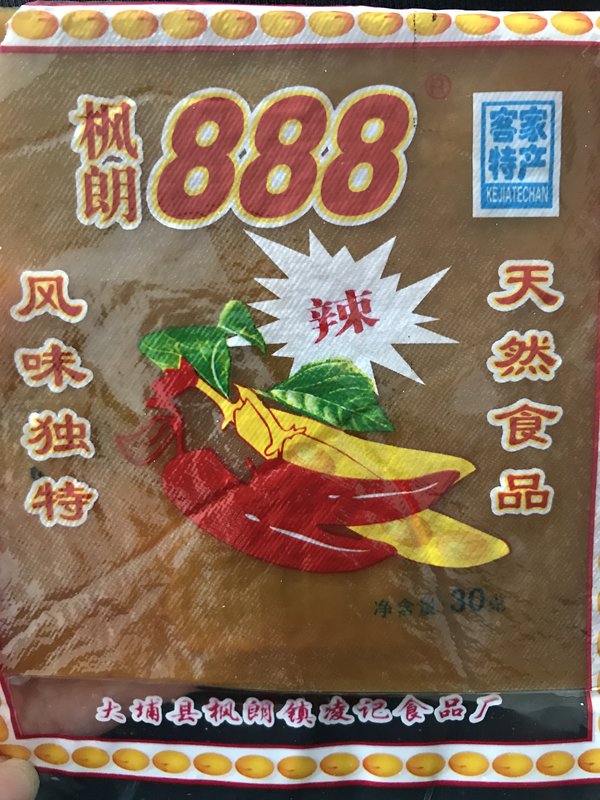 枫朗
888
®
客家
特产
KEJIATECHAN
辣
风味独特
天然食品
净含量 30克
大埔县枫朗镇凌记食品厂